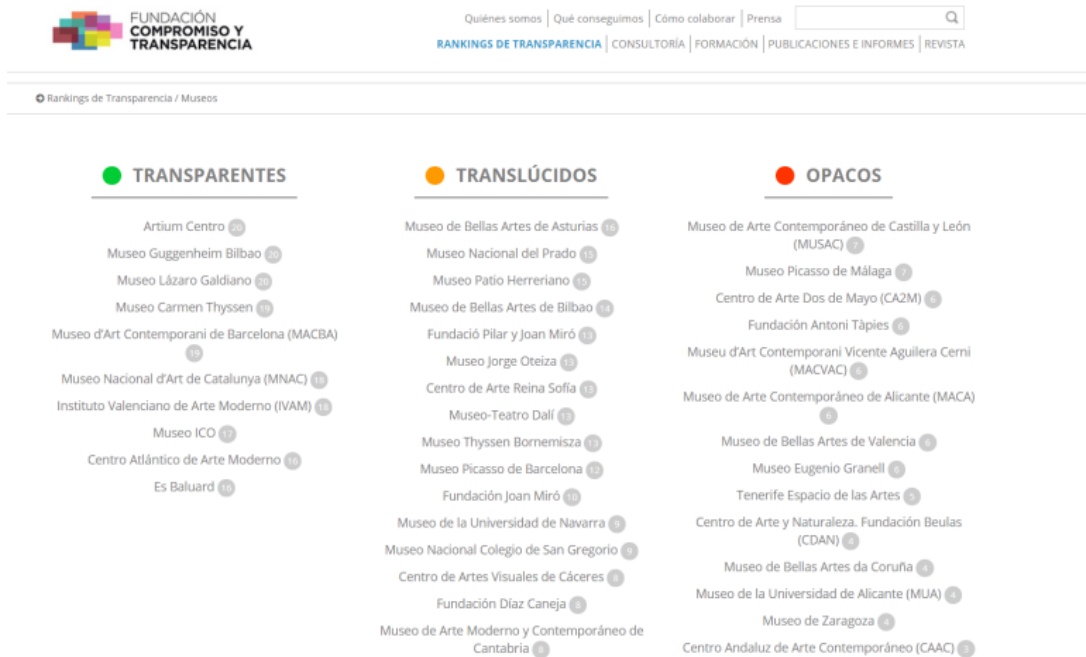 FUNDACIÓN
COMPROMISO Y
TRANSPARENCIA
Quiénes somos | Qué conseguimos | Cómo colaborar | Prensa
RANKINGS DE TRANSPARENCIA | CONSULTORÍA | FORMACIÓN | PUBLICACIONES E INFORMES | REVISTA
Rankings de Transparencia / Museos
TRANSPARENTES
Artium Centro 20
Museo Guggenheim Bilbao 20
Museo Lázaro Galdiano 20
Museo Carmen Thyssen 19
Museo d'Art Contemporani de Barcelona (MACBA)
19
Museo Nacional d'Art de Catalunya (MNAC) 18
Instituto Valenciano de Arte Moderno (IVAM) 18
Museo ICO 17
Centro Atlántico de Arte Moderno 16
Es Baluard 16
TRANSLÚCIDOS
Museo de Bellas Artes de Asturias 16
Museo Nacional del Prado 15
Museo Patio Herreriano 15
Museo de Bellas Artes de Bilbao 14
Fundació Pilar y Joan Miró 13
Museo Jorge Oteiza 13
Centro de Arte Reina Sofía 13
Museo-Teatro Dalí 13
Museo Thyssen Bornemisza 13
Museo Picasso de Barcelona 12
Fundación Joan Miró 10
Museo de la Universidad de Navarra 9
Museo Nacional Colegio de San Gregorio 9
Centro de Artes Visuales de Cáceres 8
Fundación Díaz Caneja 8
Museo de Arte Moderno y Contemporáneo de
Cantabria 8
OPACOS
Museo de Arte Contemporáneo de Castilla y León
(MUSAC) 7
Museo Picasso de Málaga 7
Centro de Arte Dos de Mayo (CA2M) 6
Fundación Antoni Tàpies 6
Museu d'Art Contemporani Vicente Aguilera Cerni
(MACVAC) 6
Museo de Arte Contemporáneo de Alicante (MACA)
6
Museo de Bellas Artes de Valencia 6
Museo Eugenio Granell 6
Tenerife Espacio de las Artes 5
Centro de Arte y Naturaleza. Fundación Beulas
(CDAN) 4
Museo de Bellas Artes da Coruña 4
Museo de la Universidad de Alicante (MUA) 4
Museo de Zaragoza 4
Centro Andaluz de Arte Contemporáneo (CAAC) 3